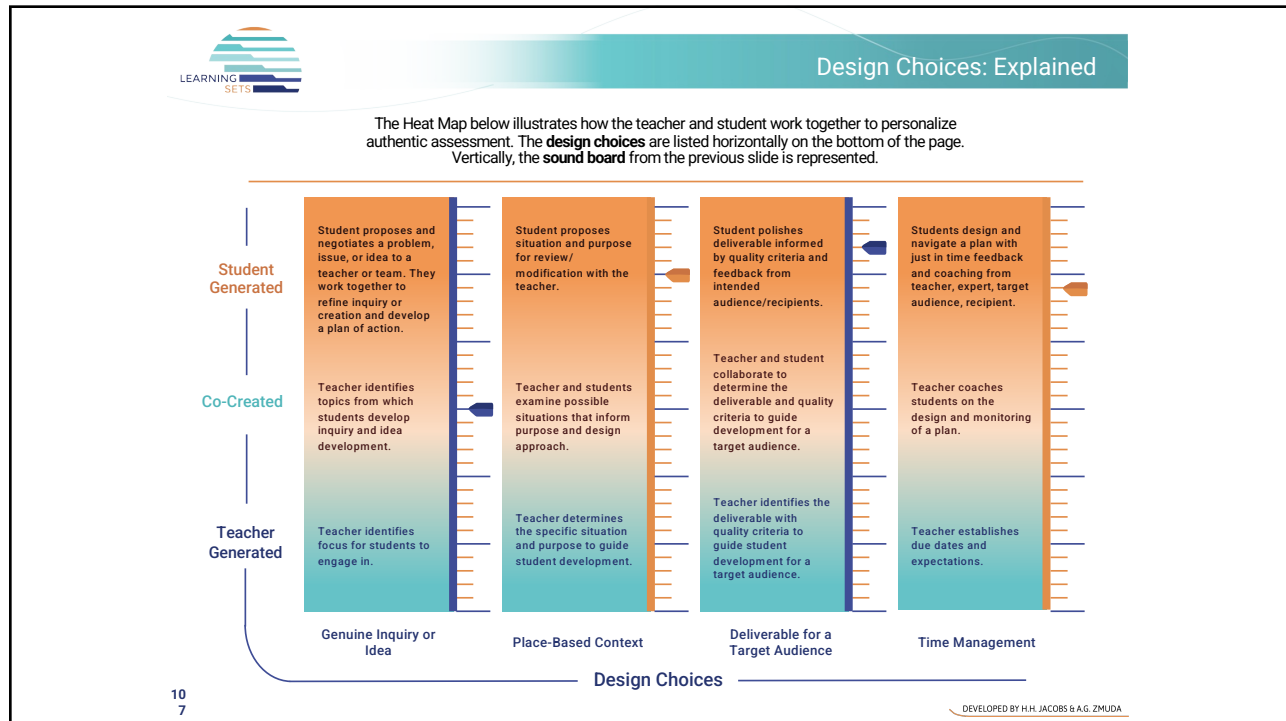 LEARNING
SETS
Design Choices: Explained
The Heat Map below illustrates how the teacher and student work together to personalize
authentic assessment. The design choices are listed horizontally on the bottom of the page.
Vertically, the sound board from the previous slide is represented.
Student
Generated
Co-Created
Teacher
Generated
Student proposes and
negotiates a problem,
issue, or idea to a
teacher or team. They
work together to
refine inquiry or
creation and develop
a plan of action.
Teacher identifies
topics from which
students develop
inquiry and idea
development.
Teacher identifies
focus for students to
engage in.
Genuine Inquiry or
Idea
Student proposes
situation and purpose
for review/
modification with the
teacher.
Teacher and students
examine possible
situations that inform
purpose and design
approach.
Teacher determines
the specific situation
and purpose to guide
student development.
Place-Based Context
Student polishes
deliverable informed
by quality criteria and
feedback from
intended
audience/recipients.
Teacher and student
collaborate to
determine the
deliverable and quality
criteria to guide
development for a
target audience.
Teacher identifies the
deliverable with
quality criteria to
guide student
development for a
target audience.
Deliverable for a
Target Audience
Students design and
navigate a plan with
just in time feedback
and coaching from
teacher, expert, target
audience, recipient.
Teacher coaches
students on the
design and monitoring
of a plan.
Teacher establishes
due dates and
expectations.
Time Management
Design Choices
10
7
DEVELOPED BY H.H. JACOBS & A.G. ZMUDA